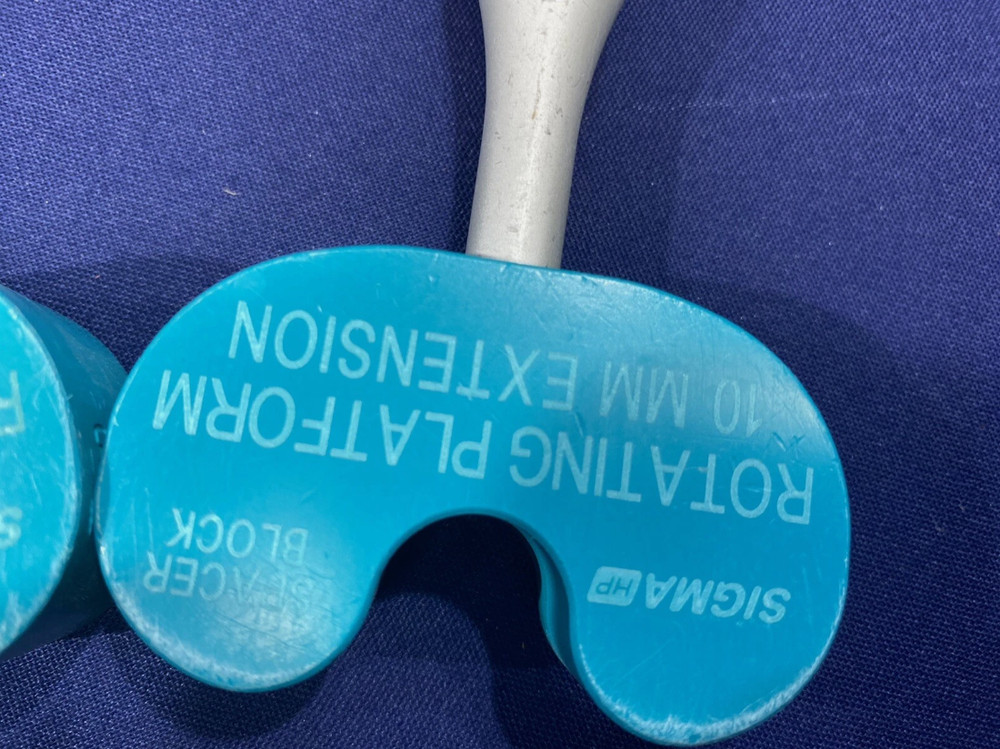 SIGMA HP
SPACER
BLOCK
ROTATING PLATFORM
10 MM EXTENSION